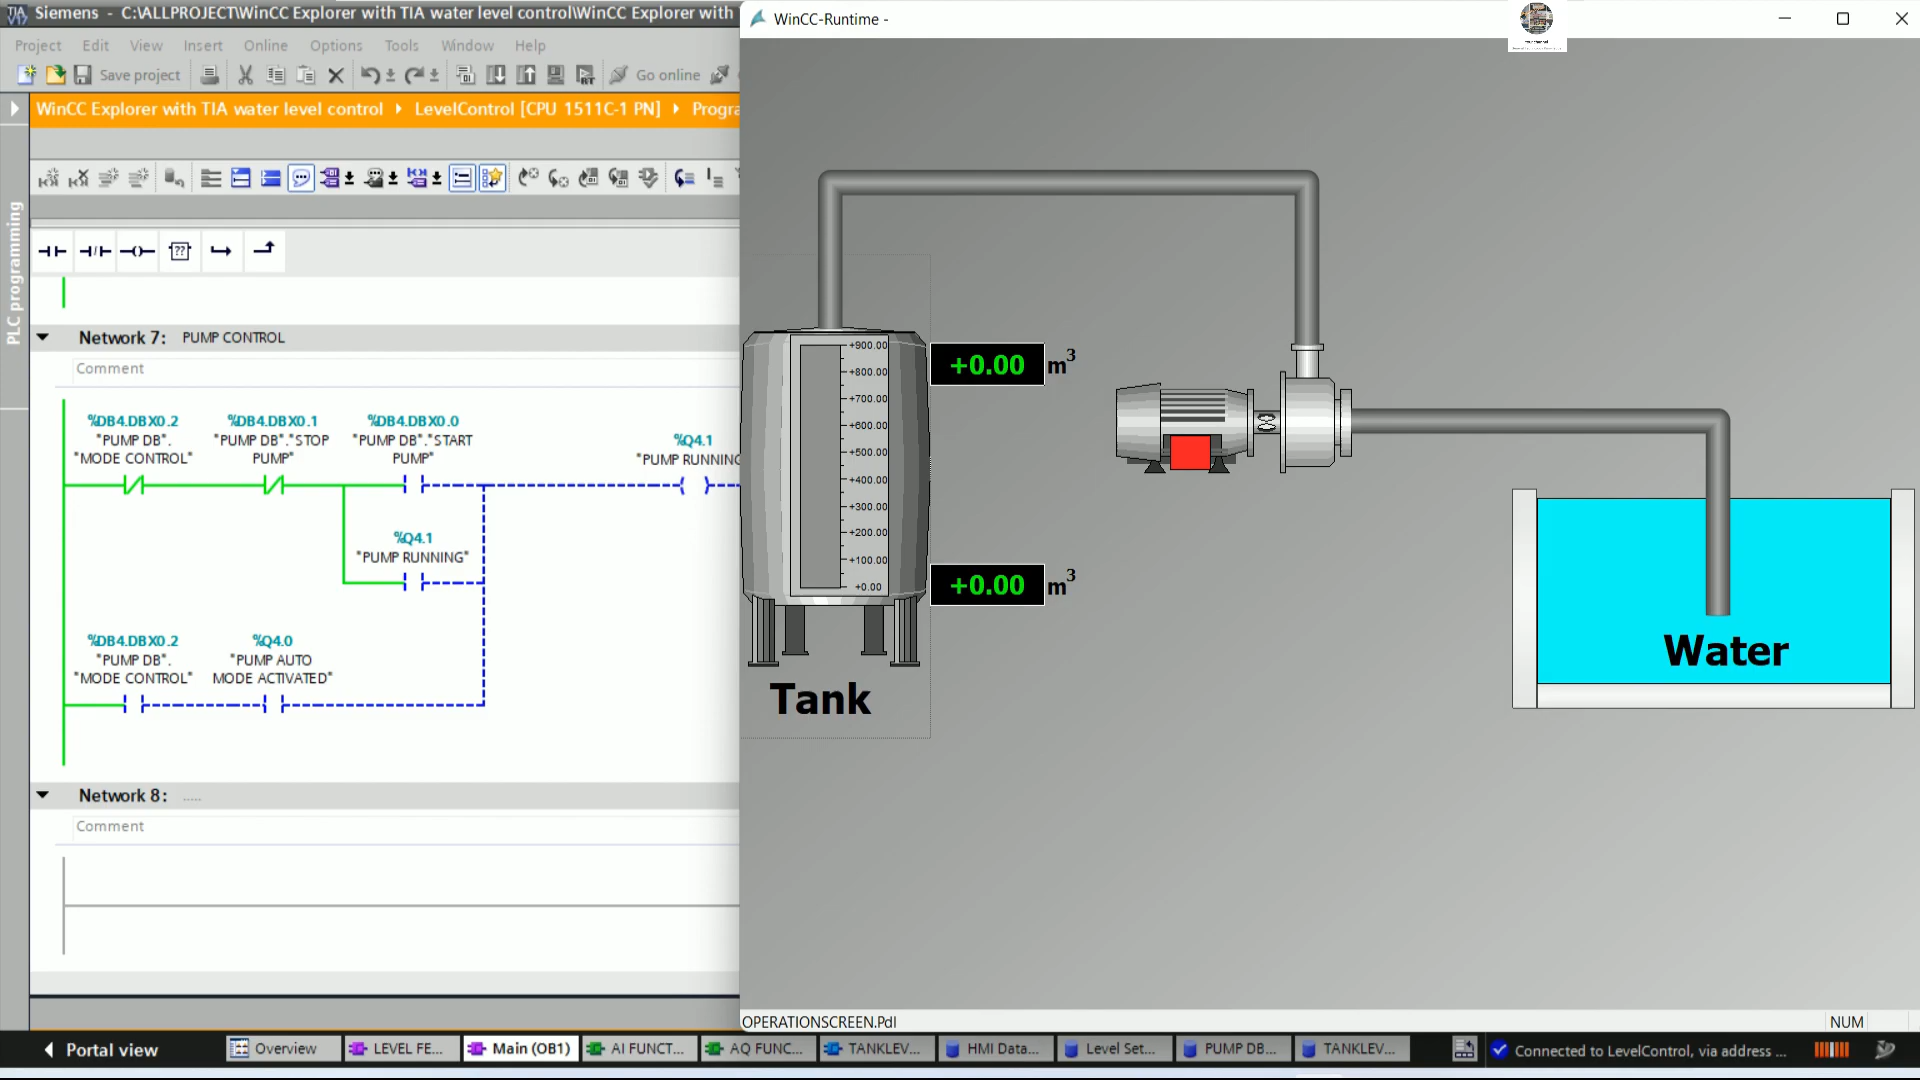 Siemens - C:\ALLPROJECT\WinCC Explorer with TIA water level control\WinCC Explorer with
Project Edit View Insert Online Options Tools Window Help
Save project Go online
WinCC Explorer with TIA water level control LevelControl [CPU 1511C-1 PN] Progra
PLC programming
??
Network 7: PUMP CONTROL
Comment
%DB4.DBX0.2
"PUMP DB".
"MODE CONTROL"
%DB4.DBX0.1
"PUMP DB"."STOP
PUMP"
%DB4.DBX0.0
"PUMP DB"."START
PUMP"
%Q4.1
"PUMP RUNNING
%Q4.1
"PUMP RUNNING"
%DB4.DBX0.2
"PUMP DB".
"MODE CONTROL"
%Q4.0
"PUMP AUTO
MODE ACTIVATED"
Network 8: .....
Comment
WinCC-Runtime -
+900.00
+800.00
+700.00
+600.00
+500.00
+400.00
+300.00
+200.00
+100.00
+0.00
+0.00 m3
+0.00 m3
Tank
Water
OPERATIONSCREEN.Pdl NUM
Portal view Overview LEVEL FE... Main (OB1) AI FUNCT... AQ FUNC... TANKLEV... HMI Data... Level Set... PUMP DB... TANKLEV... Connected to LevelControl, via address ...